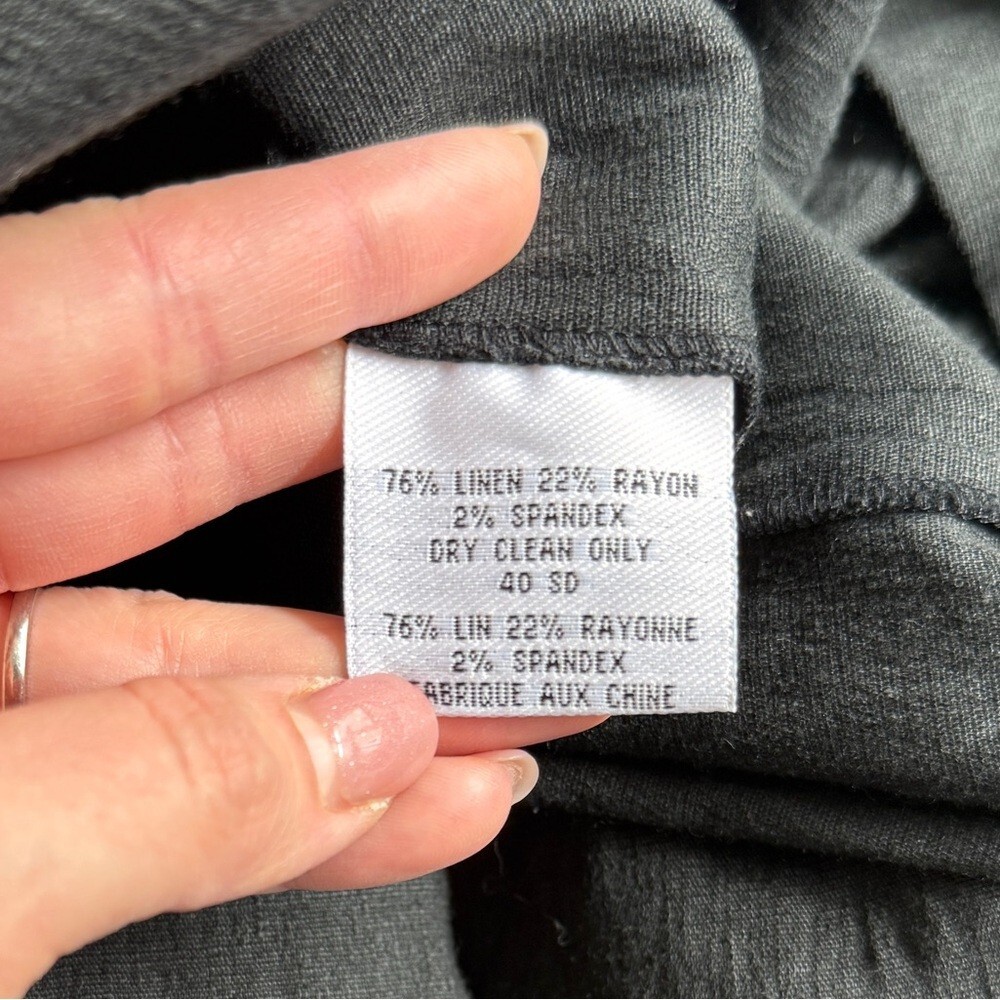 76% LINEN 22% RAYON
2% SPANDEX
DRY CLEAN ONLY
40 SD
76% LIN 22% RAYONNE
2% SPANDEX
FABRIQUE AUX CHINE